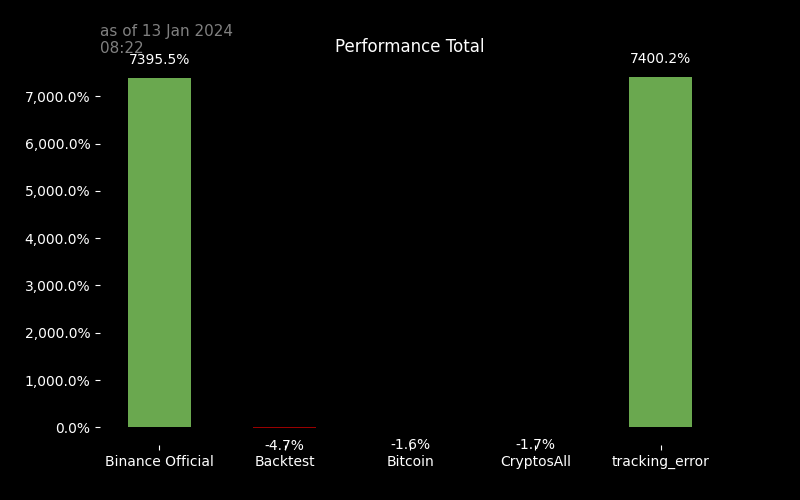 as of 13 Jan 2024
08:22
Performance Total
7395.5%
7400.2%
7,000.0%
6,000.0%
5,000.0%
4,000.0%
3,000.0%
2,000.0%
1,000.0%
0.0%
-4.7%
-1.6%
-1.7%
Binance Official
Backtest
Bitcoin
CryptosAll
tracking_error